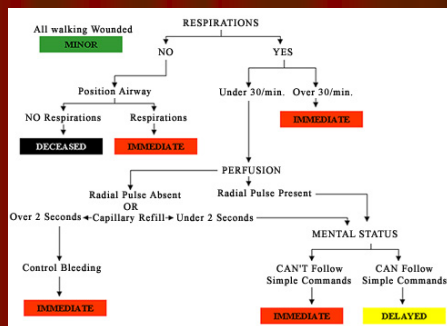 RESPIRATIONS
All walking Wounded
MINOR
NO
YES
Position Airway
Under 30/min.
Over 30/min.
NO Respirations
Respirations
IMMEDIATE
DECEASED
IMMEDIATE
PERFUSION
Radial Pulse Absent
OR
Radial Pulse Present
Over 2 Seconds
Capillary Refill
Under 2 Seconds
MENTAL STATUS
Control Bleeding
CAN'T Follow
Simple Commands
CAN Follow
Simple Commands
IMMEDIATE
IMMEDIATE
DELAYED